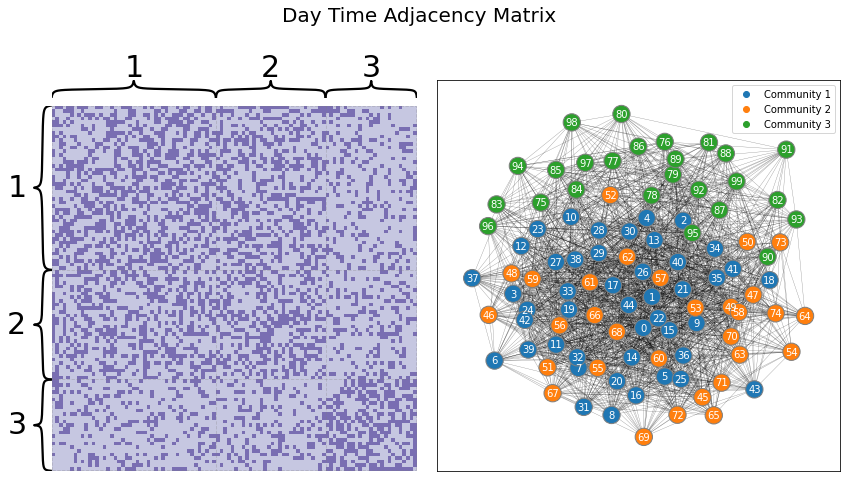 Day Time Adjacency Matrix
1 2 3
1
2
3
Community 1
Community 2
Community 3
80
98
76 81
86 91
89 88
94 85 97 77
79
99
84 52 78 92
83 75 82
87
96 10 4 2 93
23 28 30 95
12 13 34 50 73
29 62 90
27 38 40
26 41
37 48 59 61 17 57 35 18
3 33 21 47
44 1
24 19 53 49 58 74
46 42 66 22 64
56 68 0 15 9
70
39 11
6 32 14 60 36 63 54
51 7 55
5 25
20 71 43
67 16 45
31 8 72 65
69